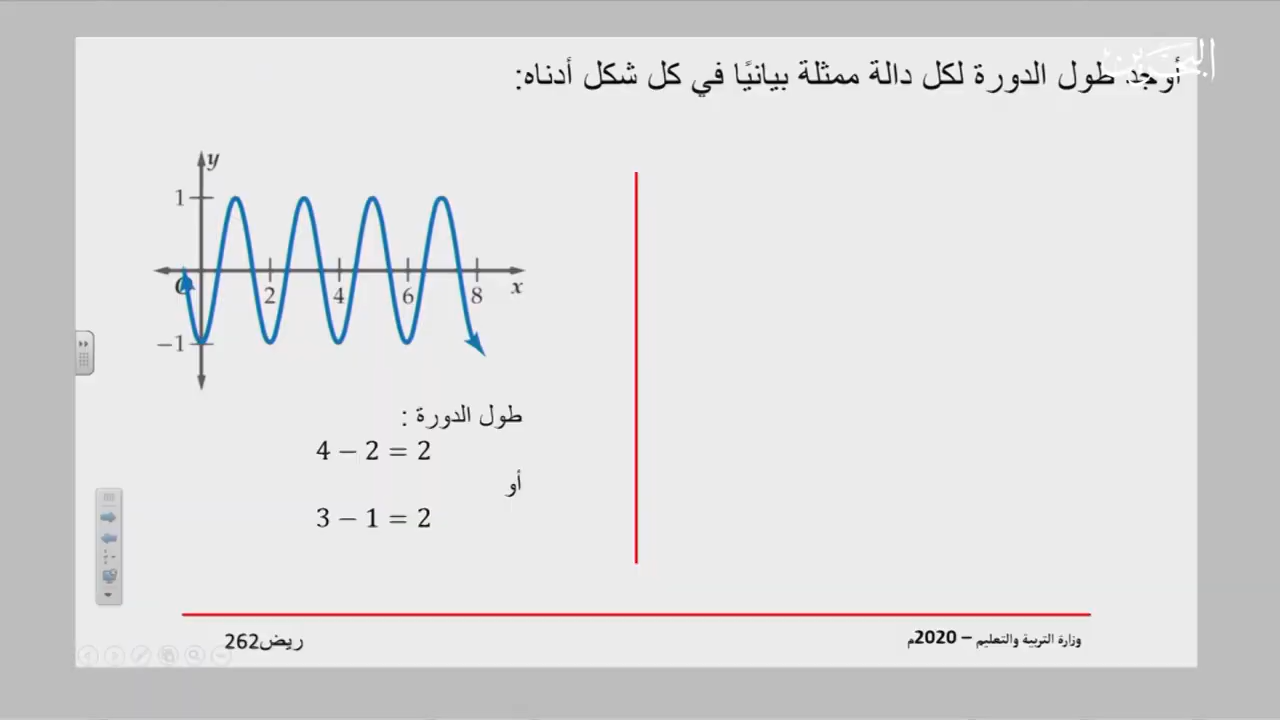 البحرين
أوجد طول الدورة لكل دالة ممثلة بيانيًا في كل شكل أدناه:
y
1
O 2 4 6 8 x
−1
طول الدورة :
4 − 2 = 2
أو
3 − 1 = 2
وزارة التربية والتعليم – 2020م
ريض262